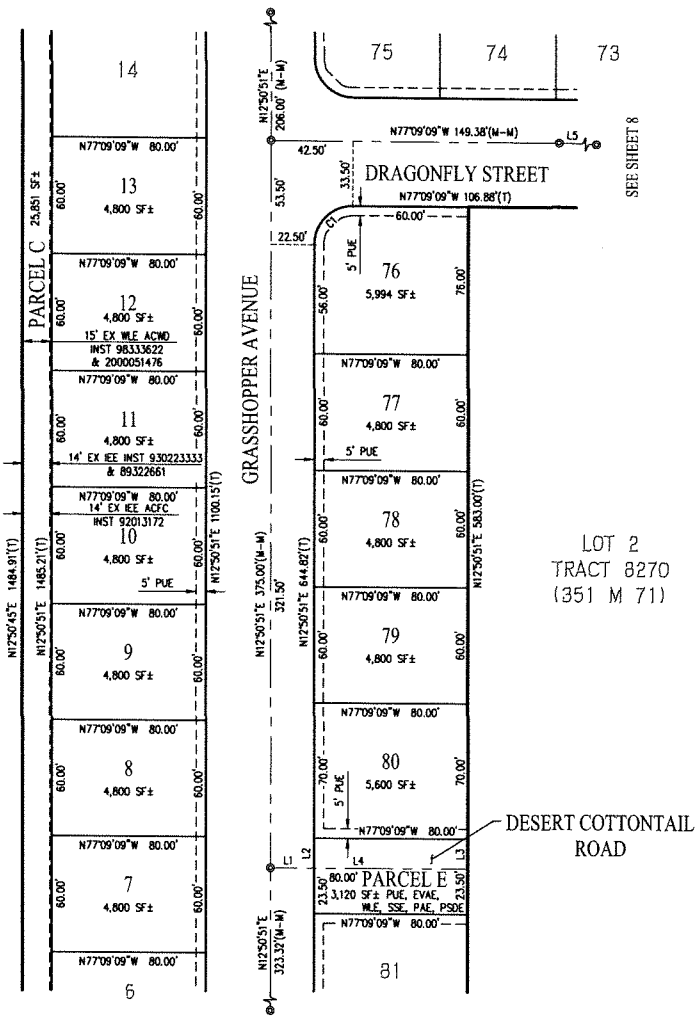 14
N12°50'51"E
206.00' (M-M)
75
74
73
N77°09'09"W 149.38'(M-M)
L5
SEE SHEET 8
42.50'
DRAGONFLY STREET
33.50'
53.50'
N77°09'09"W 106.88'(T)
60.00'
C1
22.50'
5' PUE
76
5,994 SF±
56.00'
76.00'
PARCEL C 25,851 SF±
N77°09'09"W 80.00'
60.00'
13
4,800 SF±
60.00'
N77°09'09"W 80.00'
60.00'
12
4,800 SF±
60.00'
15' EX WLE ACWD
INST 98333622
& 2000051476
N77°09'09"W 80.00'
60.00'
11
4,800 SF±
60.00'
14' EX IEE INST 930223333
& 89322661
N77°09'09"W 80.00'
14' EX IEE ACFC
INST 92013172
60.00'
10
4,800 SF±
60.00'
5' PUE
N77°09'09"W 80.00'
60.00'
9
4,800 SF±
60.00'
N77°09'09"W 80.00'
60.00'
8
4,800 SF±
60.00'
N77°09'09"W 80.00'
60.00'
7
4,800 SF±
60.00'
N77°09'09"W 80.00'
6
N12°50'45"E 1484.91'(T)
N12°50'51"E 1485.21'(T)
N12°50'51"E 1100.15'(T)
GRASSHOPPER AVENUE
N12°50'51"E 375.00'(M-M)
321.50'
N12°50'51"E 644.82'(T)
N77°09'09"W 80.00'
60.00'
77
4,800 SF±
60.00'
5' PUE
N77°09'09"W 80.00'
60.00'
78
4,800 SF±
60.00'
N12°50'51"E 583.00'(T)
N77°09'09"W 80.00'
60.00'
79
4,800 SF±
60.00'
N77°09'09"W 80.00'
70.00'
80
5,600 SF±
70.00'
5' PUE
N77°09'09"W 80.00'
LOT 2
TRACT 8270
(351 M 71)
DESERT COTTONTAIL
ROAD
L1
L2
L4
L3
80.00'
PARCEL E
23.50'
3,120 SF± PUE, EVAE,
WLE, SSE, PAE, PSDE
23.50'
N77°09'09"W 80.00'
N12°50'51"E
323.32'(M-M)
81